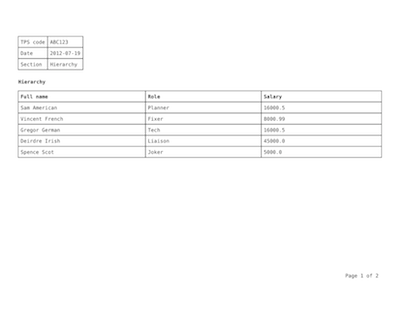 TPS code ABC123
Date 2012-07-19
Section Hierarchy
Hierarchy
Full name Role Salary
Sam American Planner 16000.5
Vincent French Fixer 8000.99
Gregor German Tech 16000.5
Deirdre Irish Liaison 45000.0
Spence Scot Joker 5000.0
Page 1 of 2